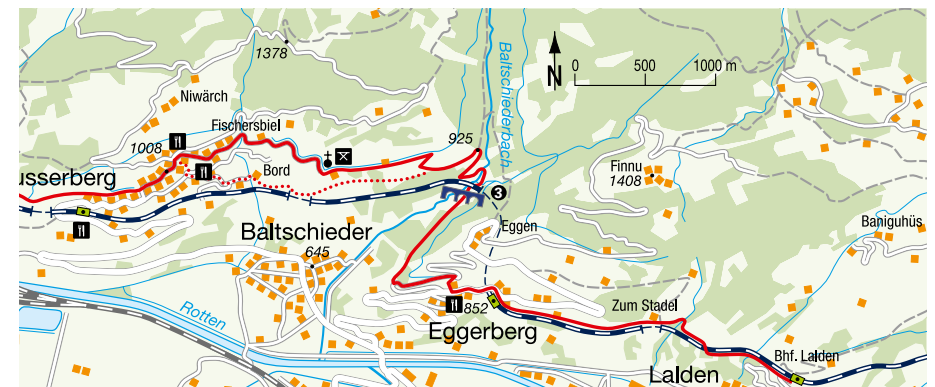 1378
Baltschiederbach
N
0 500 1000 m
Niwärch
Fischersbiel
925
1008
Bord
Finnu
1408
usserberg
3
Eggen
Baniguhüs
Baltschieder
645
Zum Stadel
Rotten
852
Eggerberg
Bhf. Lalden
Lalden